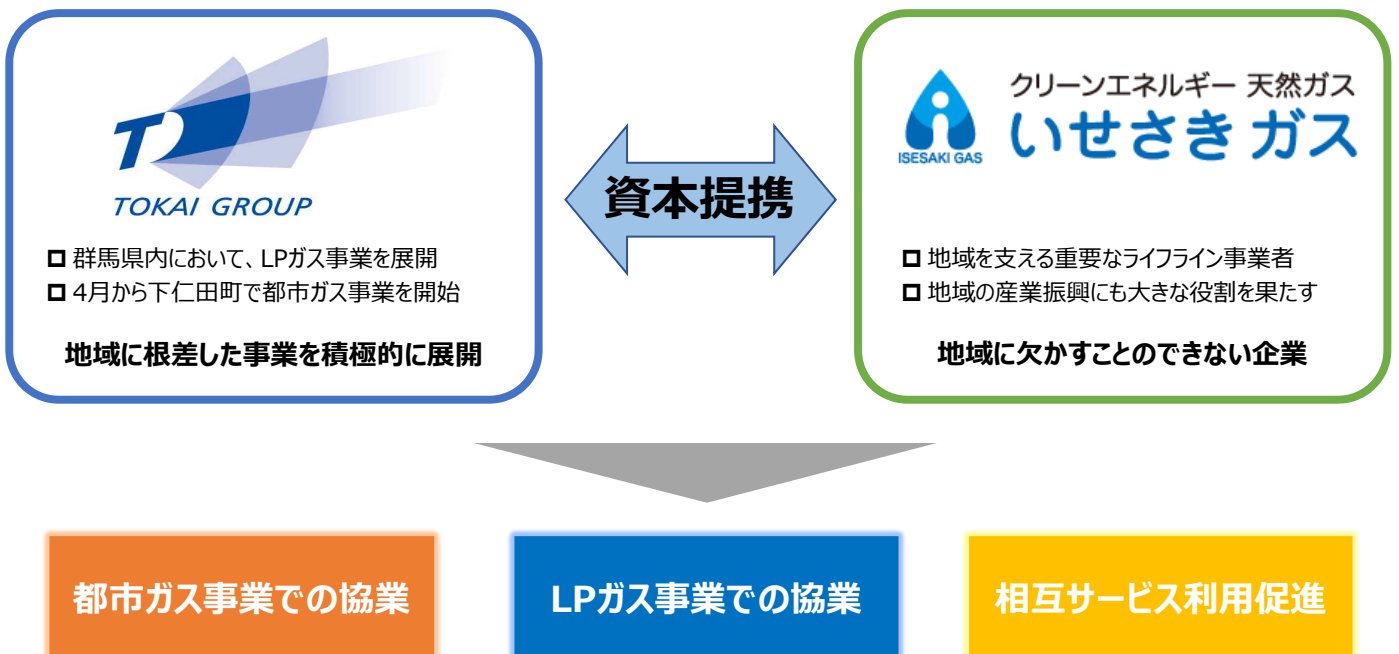 TOKAI GROUP
群馬県内において、LPガス事業を展開
4月から下仁田町で都市ガス事業を開始
地域に根差した事業を積極的に展開
資本提携
ISESAKI GAS
クリーンエネルギー 天然ガス
いせさきガス
地域を支える重要なライフライン事業者
地域の産業振興にも大きな役割を果たす
地域に欠かすことのできない企業
都市ガス事業での協業
LPガス事業での協業
相互サービス利用促進